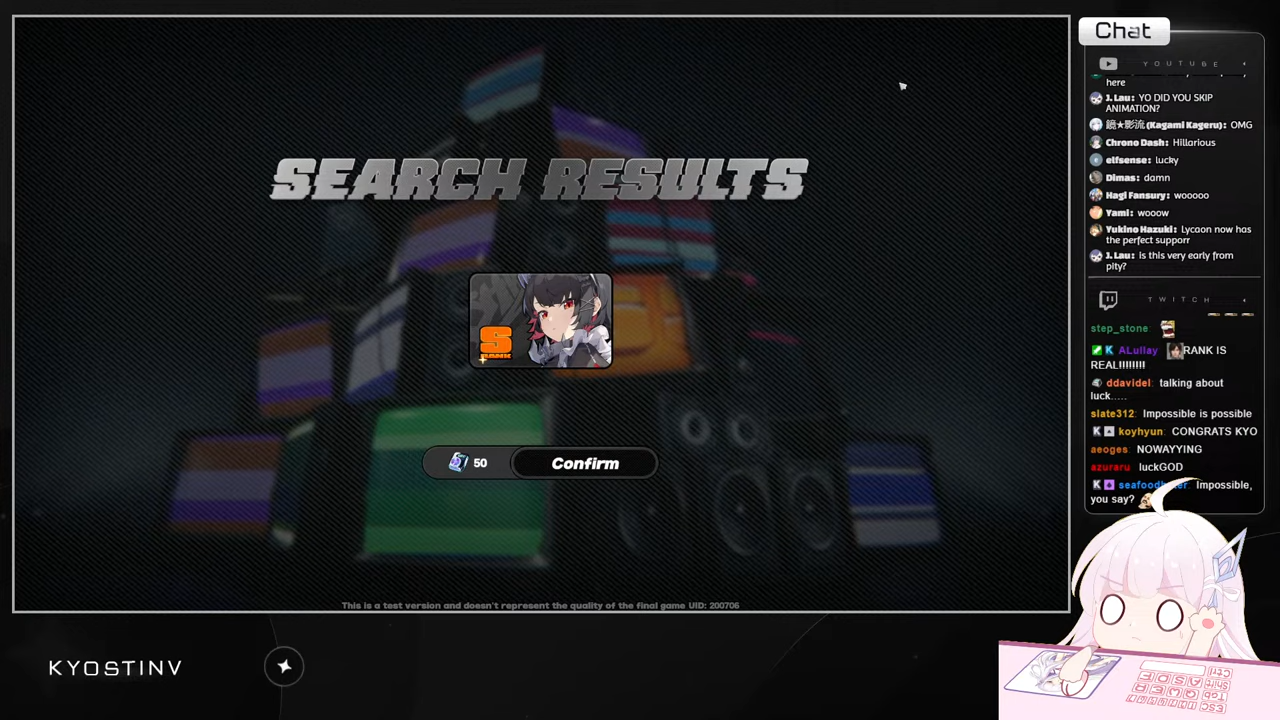 Chat
YOUTUBE
here
J. Lau: YO DID YOU SKIP
ANIMATION?
鏡★影流 (Kagami Kageru): OMG
Chrono Dash: Hillarious
elfsense: lucky
Dimas: damn
Hagi Fansury: wooooo
Yami: wooow
Yukino Hazuki: Lycaon now has
the perfect supporr
J. Lau: Is this very early from
pity?
TWITCH
step_stone:
K ALullay RANK IS
REAL!!!!!!!!
ddavidel: talking about
luck.....
slate312: Impossible is possible
K koyhyun: CONGRATS KYO
aeoges: NOWAYYING
azuraru: luckGOD
K Impossible,
you say?
SEARCH RESULTS
S
RANK
50
Confirm
This is a test version and doesn't represent the quality of the final game UID: 200706
KYOSTINV